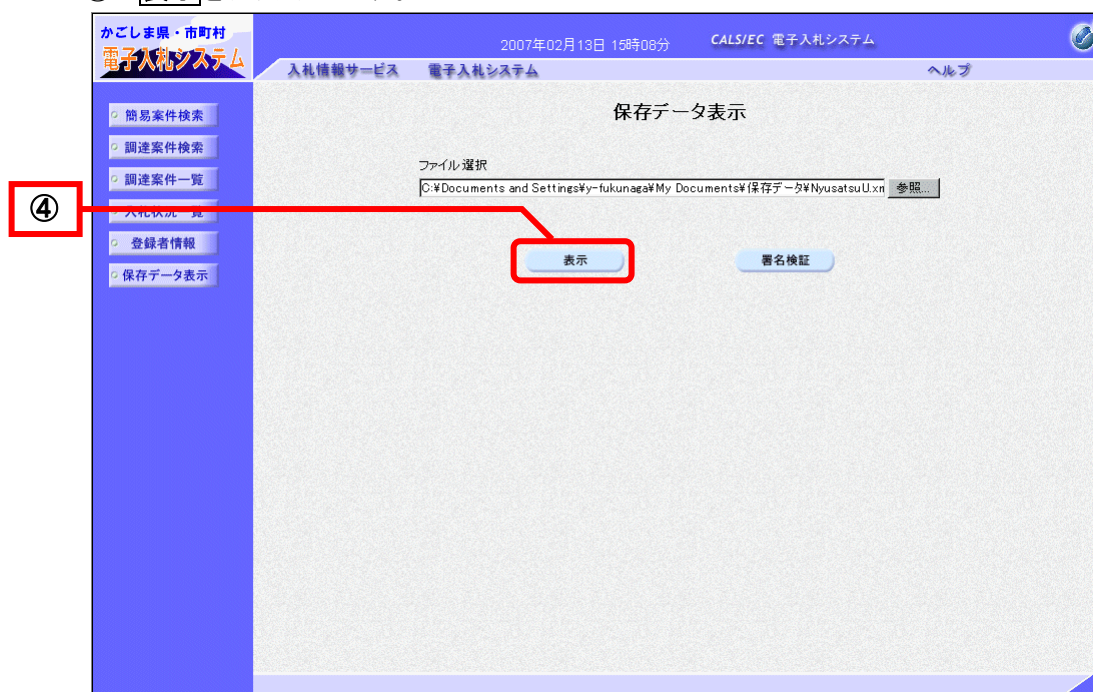 かごしま県・市町村
電子入札システム
2007年02月13日 15時08分
CALS/EC 電子入札システム
入札情報サービス
電子入札システム
ヘルプ
簡易案件検索
調達案件検索
調達案件一覧
登録者情報
保存データ表示
④
保存データ表示
ファイル選択
C:¥Documents and Settings¥y-fukunaga¥My Documents¥保存データ¥NyusatsuU.xm
参照...
表示
署名検証